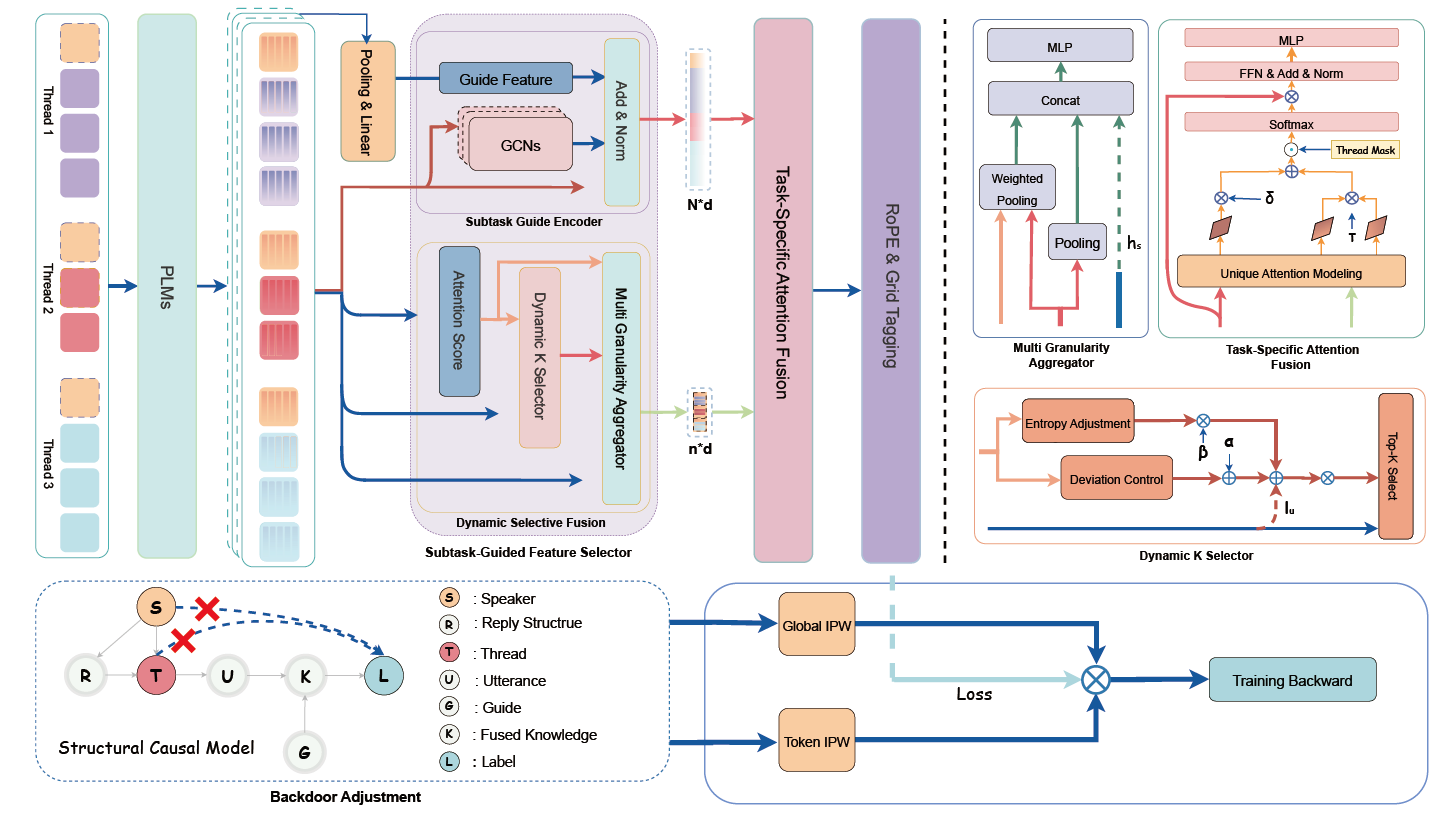 Thread 1
Thread 2
Thread 3
PLMs
Pooling & Linear
Guide Feature
GCNs
Add & Norm
Subtask Guide Encoder
Attention Score
Dynamic K Selector
Multi Granularity Aggregator
Dynamic Selective Fusion
Subtask-Guided Feature Selector
N*d
n*d
Task-Specific Attention Fusion
RoPE & Grid Tagging
MLP
Concat
Weighted
Pooling
Pooling
hₛ
Multi Granularity
Aggregator
MLP
FFN & Add & Norm
Softmax
Thread Mask
δ
T
Unique Attention Modeling
Task-Specific Attention
Fusion
Entropy Adjustment
β
α
Deviation Control
Iᵤ
Top-K Select
Dynamic K Selector
S
R
T
U
K
L
G
Structural Causal Model
S : Speaker
R : Reply Structrue
T : Thread
U : Utterance
G : Guide
K : Fused Knowledge
L : Label
Backdoor Adjustment
Global IPW
Token IPW
Loss
Training Backward